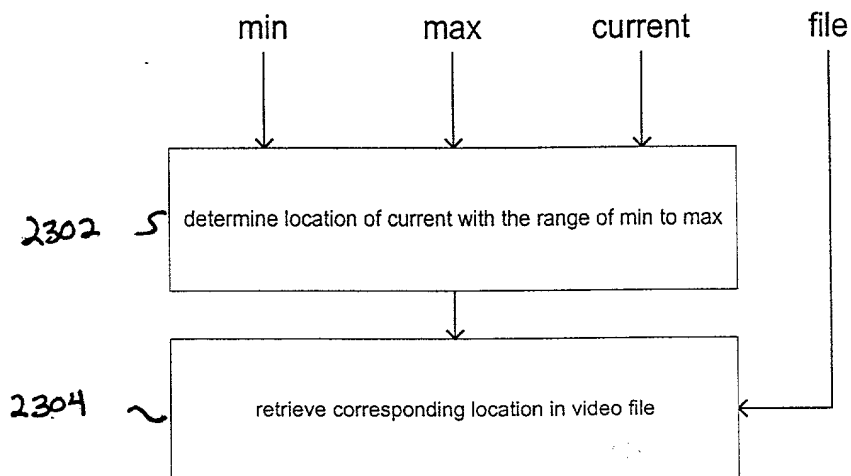 min max current file
2302 determine location of current with the range of min to max
2304 retrieve corresponding location in video file